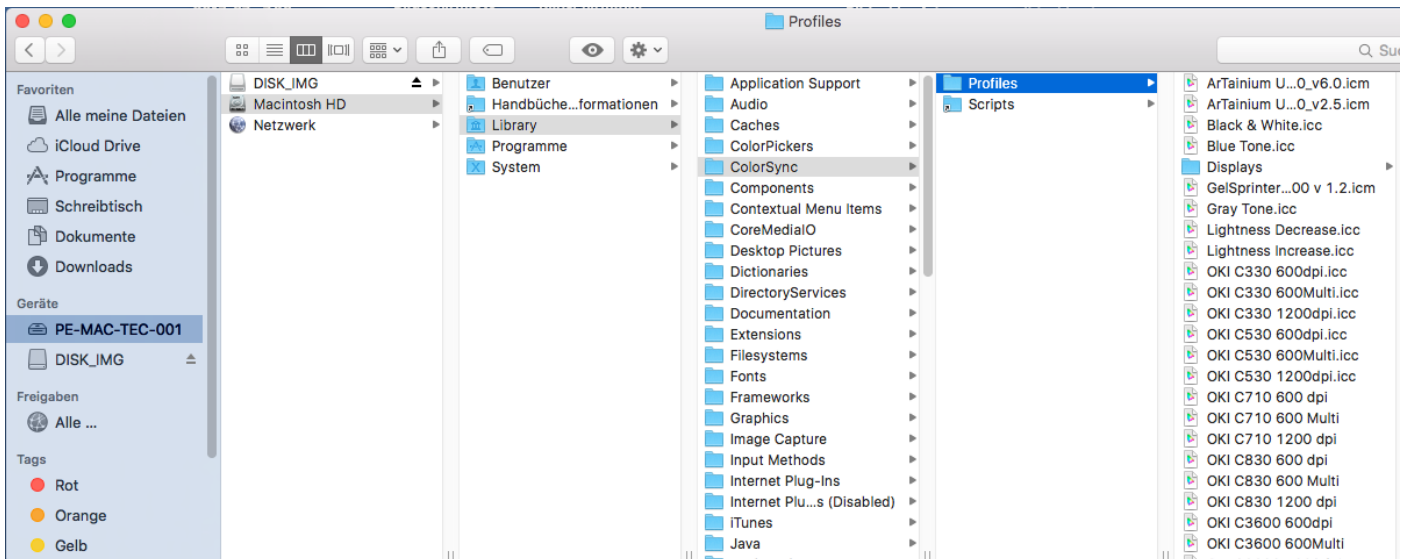 Profiles
Suc
Favoriten
Alle meine Dateien
iCloud Drive
Programme
Schreibtisch
Dokumente
Downloads
Geräte
PE-MAC-TEC-001
DISK_IMG
Freigaben
Alle ...
Tags
Rot
Orange
Gelb
DISK_IMG
Macintosh HD
Netzwerk
Benutzer
Handbüche...formationen
Library
Programme
System
Application Support
Audio
Caches
ColorPickers
ColorSync
Components
Contextual Menu Items
CoreMediaIO
Desktop Pictures
Dictionaries
DirectoryServices
Documentation
Extensions
Filesystems
Fonts
Frameworks
Graphics
Image Capture
Input Methods
Internet Plug-Ins
Internet Plu...s (Disabled)
iTunes
Java
Profiles
Scripts
ArTainium U...0_v6.0.icm
ArTainium U...0_v2.5.icm
Black & White.icc
Blue Tone.icc
Displays
GelSprinter...00 v 1.2.icm
Gray Tone.icc
Lightness Decrease.icc
Lightness Increase.icc
OKI C330 600dpi.icc
OKI C330 600Multi.icc
OKI C330 1200dpi.icc
OKI C530 600dpi.icc
OKI C530 600Multi.icc
OKI C530 1200dpi.icc
OKI C710 600 dpi
OKI C710 600 Multi
OKI C710 1200 dpi
OKI C830 600 dpi
OKI C830 600 Multi
OKI C830 1200 dpi
OKI C3600 600dpi
OKI C3600 600Multi